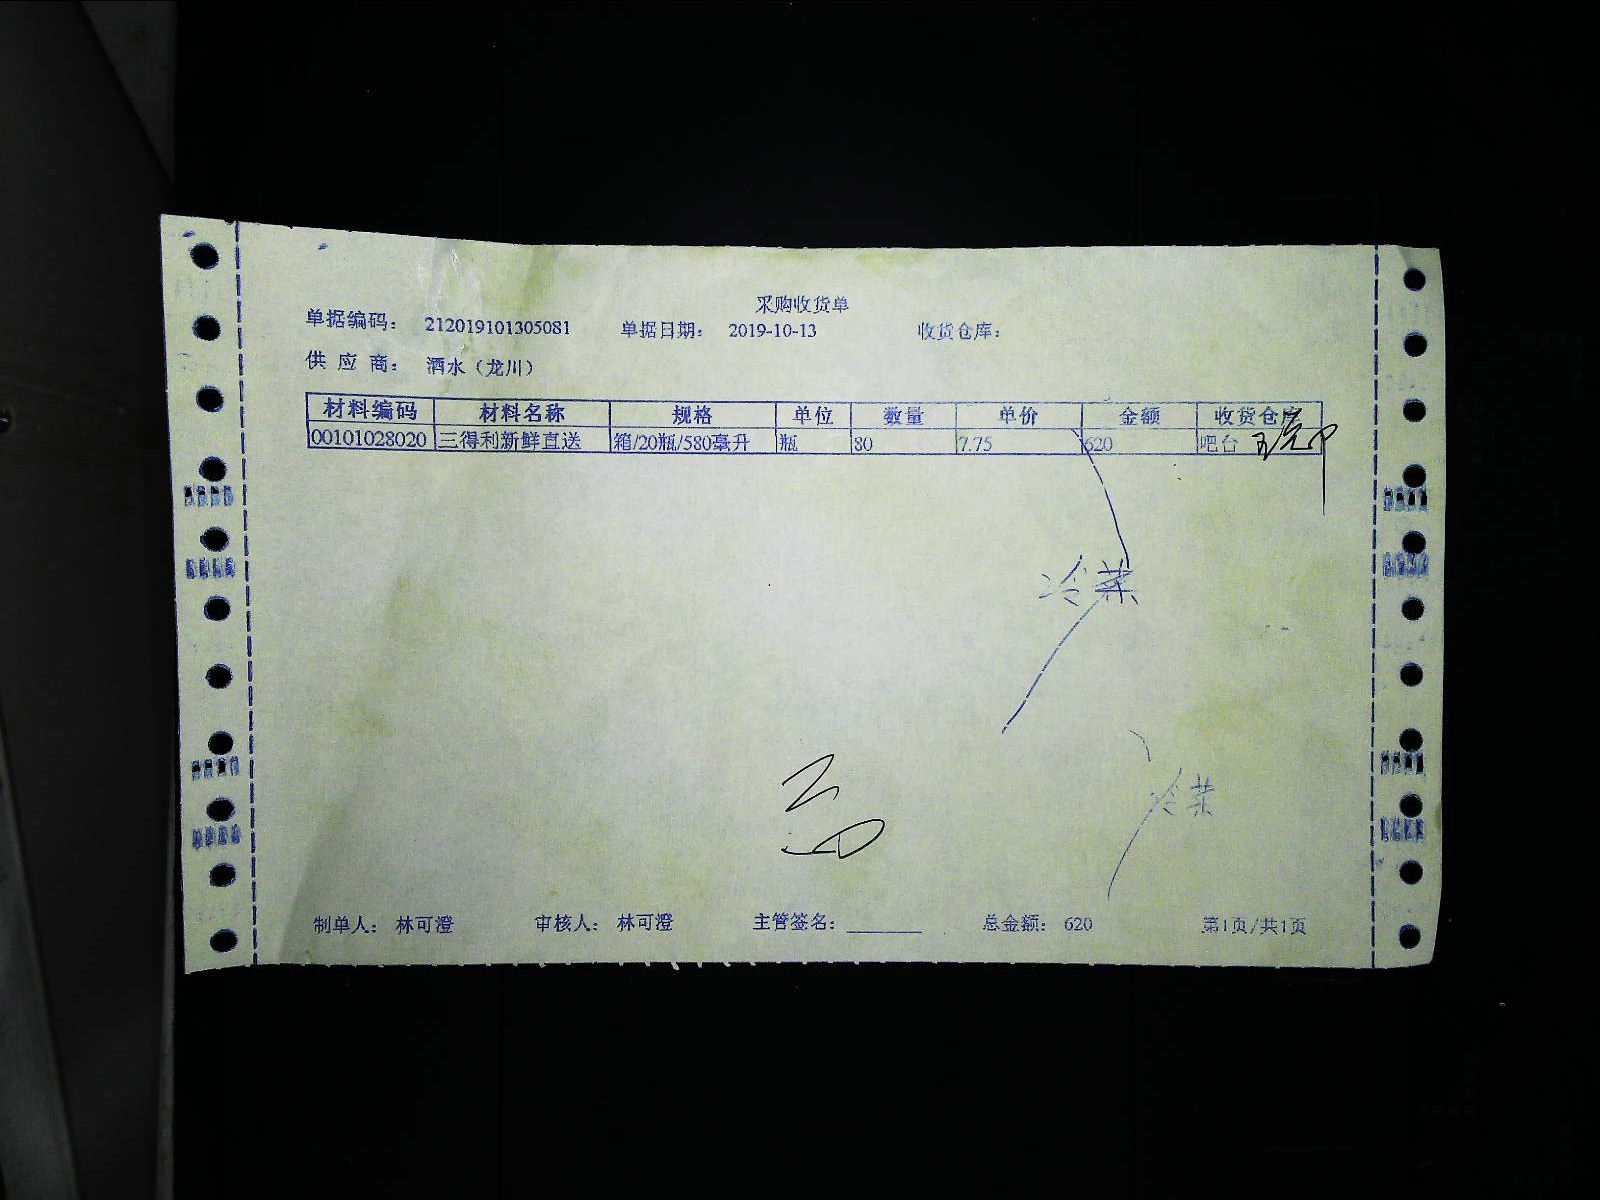 采购收货单
单据编码： 212019101305081 单据日期： 2019-10-13 收货仓库：
供 应 商： 酒水（龙川）
材料编码 材料名称 规格 单位 数量 单价 金额 收货仓库
00101028020 三得利新鲜直送 箱/20瓶/580毫升 瓶 80 7.75 620 吧台
冷菜
冷菜
制单人： 林可澄 审核人： 林可澄 主管签名： 总金额： 620 第1页/共1页